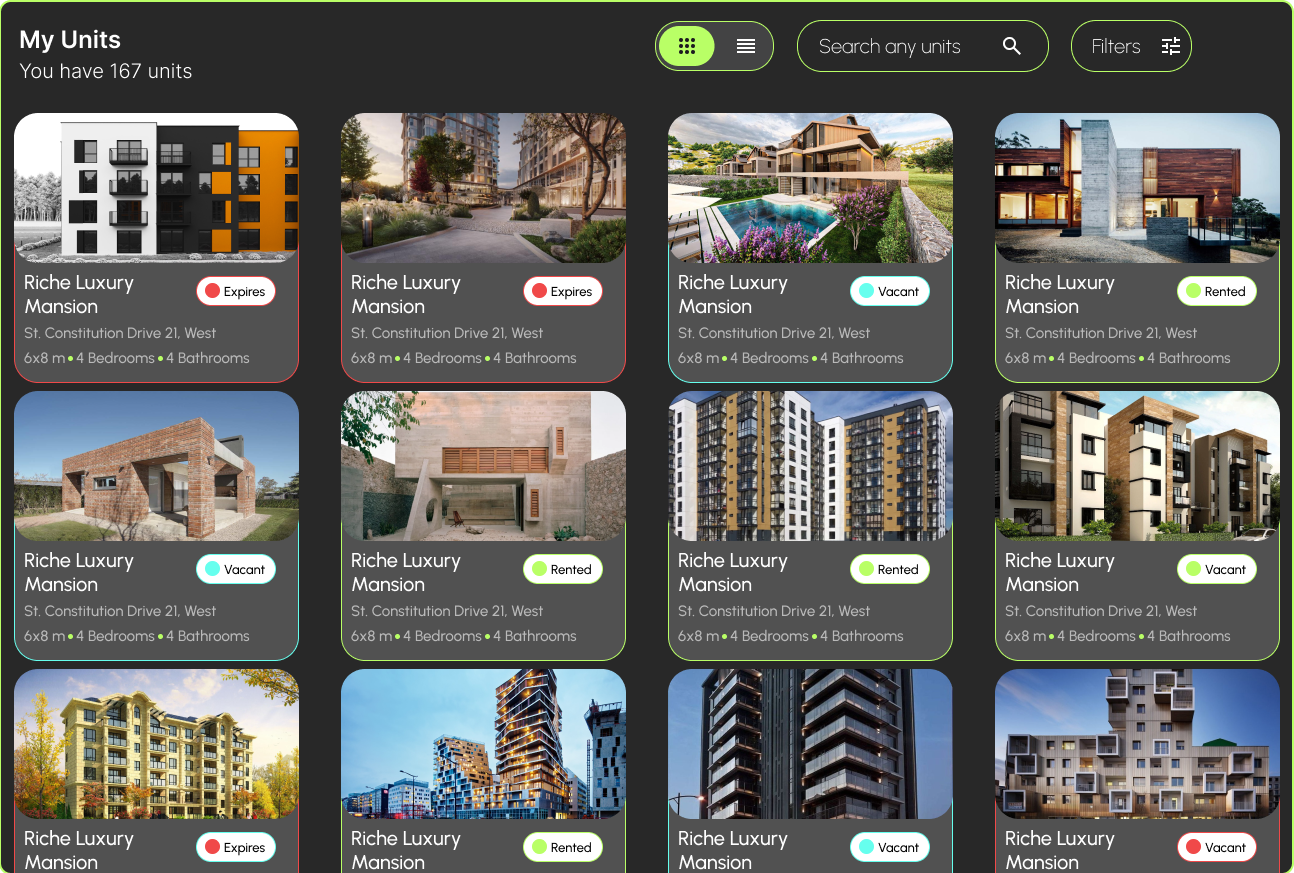 My Units
You have 167 units
Search any units
Filters
Riche Luxury
Mansion
Expires
St. Constitution Drive 21, West
6x8 m • 4 Bedrooms • 4 Bathrooms
Riche Luxury
Mansion
Expires
St. Constitution Drive 21, West
6x8 m • 4 Bedrooms • 4 Bathrooms
Riche Luxury
Mansion
Vacant
St. Constitution Drive 21, West
6x8 m • 4 Bedrooms • 4 Bathrooms
Riche Luxury
Mansion
Rented
St. Constitution Drive 21, West
6x8 m • 4 Bedrooms • 4 Bathrooms
Riche Luxury
Mansion
Vacant
St. Constitution Drive 21, West
6x8 m • 4 Bedrooms • 4 Bathrooms
Riche Luxury
Mansion
Rented
St. Constitution Drive 21, West
6x8 m • 4 Bedrooms • 4 Bathrooms
Riche Luxury
Mansion
Rented
St. Constitution Drive 21, West
6x8 m • 4 Bedrooms • 4 Bathrooms
Riche Luxury
Mansion
Vacant
St. Constitution Drive 21, West
6x8 m • 4 Bedrooms • 4 Bathrooms
Riche Luxury
Mansion
Expires
Riche Luxury
Mansion
Rented
Riche Luxury
Mansion
Vacant
Riche Luxury
Mansion
Vacant